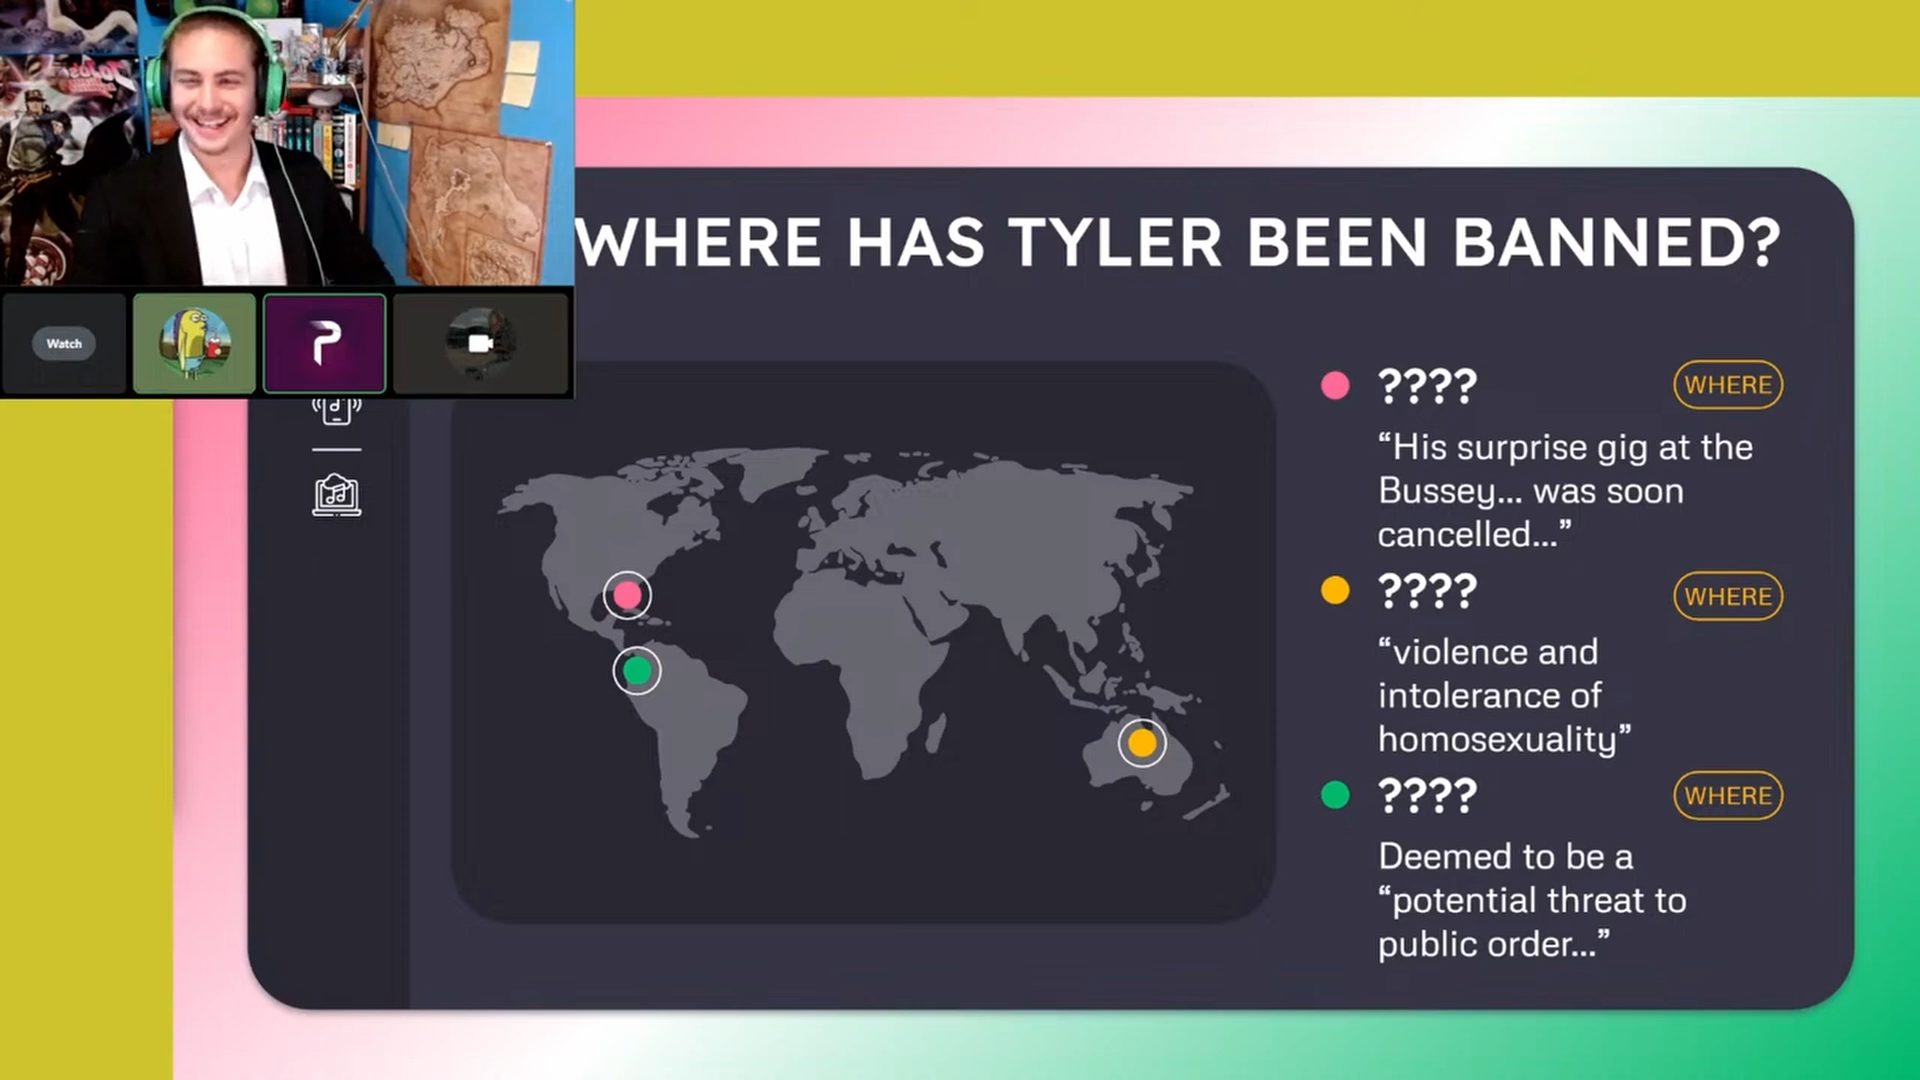 WHERE HAS TYLER BEEN BANNED?
Watch
P
???? WHERE
“His surprise gig at the
Bussey... was soon
cancelled...”
???? WHERE
“violence and
intolerance of
homosexuality”
???? WHERE
Deemed to be a
“potential threat to
public order...”